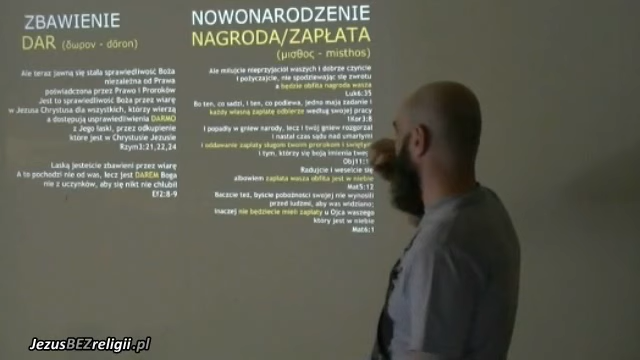 ZBAWIENIE
DAR (δωρον - dāron)
Ale teraz jawną się stała sprawiedliwość Boża
niezależna od Prawa
poświadczona przez Prawo i Proroków
Jest to sprawiedliwość Boża przez wiarę
w Jezusa Chrystusa dla wszystkich, którzy wierzą
a dostępują usprawiedliwienia DARMO
z Jego łaski, przez odkupienie
które jest w Chrystusie Jezusie
Rzym3:21,22,24
Łaską jesteście zbawieni przez wiarę
A to pochodzi nie od was, lecz jest DAREM Boga
nie z uczynków, aby się nikt nie chlubił
Ef2:8-9
NOWONARODZENIE
NAGRODA/ZAPŁATA
(μισθος - misthos)
Ale miłujcie nieprzyjaciół waszych i dobrze czyńcie
i pożyczajcie, nie spodziewając się zwrotu
a będzie obfita nagroda wasza
Łuk6:35
Bo ten, co sadzi, i ten, co podlewa, jedno mają zadanie i
każdy własną zapłatę odbierze według swojej pracy
1Kor3:8
I popadły w gniew narody, lecz i twój gniew rozgorzał
i nastał czas sądu nad umarłymi
i oddawanie zapłaty sługom twoim prorokom i świętym
i tym, którzy się boją imienia twego
Obj11:1
Radujcie i weselcie się
albowiem zapłata wasza obfita jest w niebie
Mat5:12
Baczcie też, byście pobożności swojej nie wynosili
przed ludźmi, aby was widziano;
inaczej nie będziecie mieli zapłaty u Ojca waszego
który jest w niebie
Mat6:1
JezusBEZreligii.pl